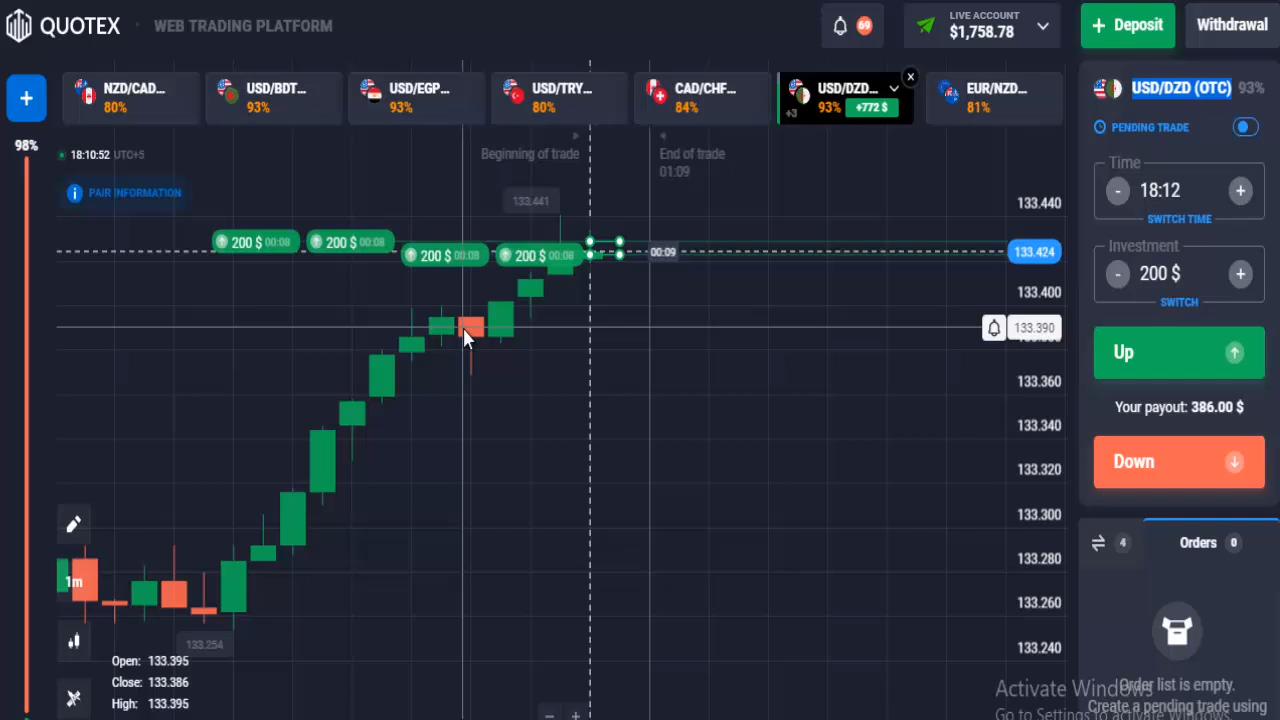 QUOTEX
WEB TRADING PLATFORM
69
LIVE ACCOUNT
$1,758.78
+ Deposit
Withdrawal
+
NZD/CAD...
80%
USD/BDT...
93%
USD/EGP...
93%
USD/TRY...
80%
CAD/CHF...
84%
+3
USD/DZD...
93%
+772 $
x
EUR/NZD...
81%
USD/DZD (OTC)
93%
98%
18:10:52 UTC+5
PAIR INFORMATION
Beginning of trade
End of trade
01:09
133.441
200 $ 00:08
200 $ 00:08
200 $ 00:08
200 $ 00:08
00:09
133.440
133.424
133.400
133.390
133.360
133.340
133.320
133.300
133.280
133.260
133.240
133.254
1m
Open: 133.395
Close: 133.386
High: 133.395
- +
PENDING TRADE
Time
- 18:12 +
SWITCH TIME
Investment
- 200 $ +
SWITCH
Up
Your payout: 386.00 $
Down
4
Orders 0
Order list is empty.
Create a pending trade using
Activate Windows